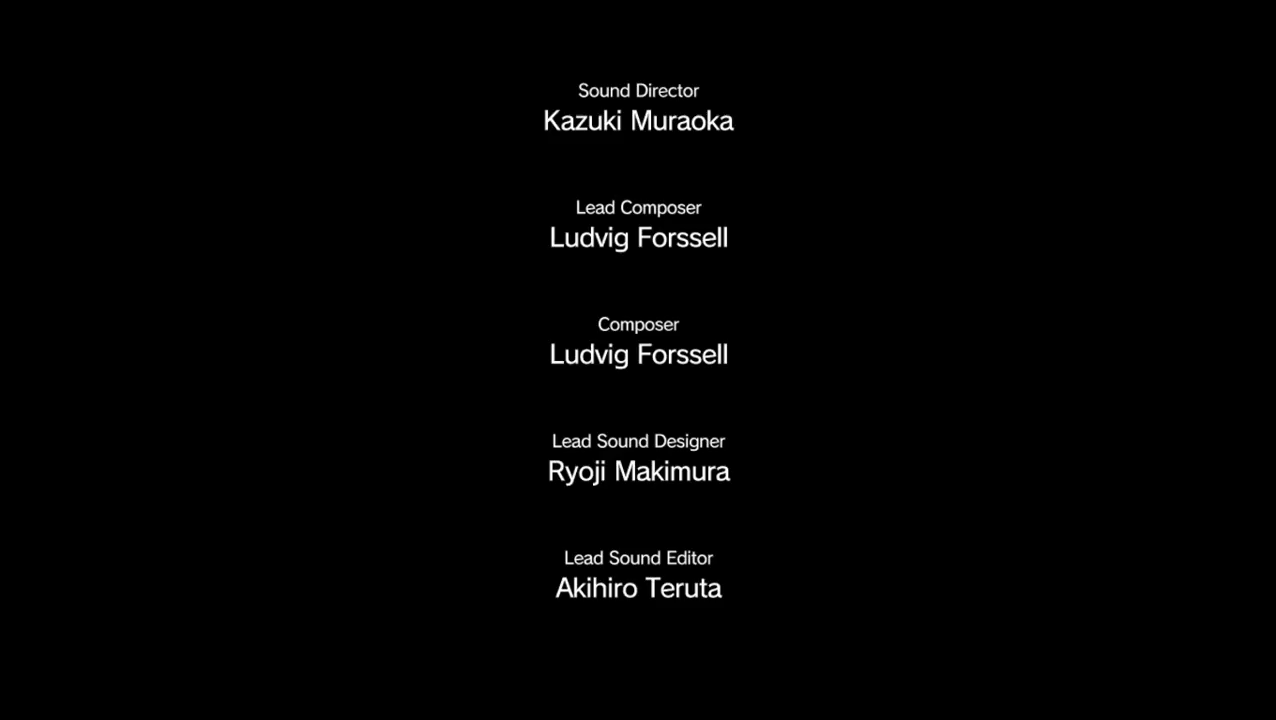 Sound Director
Kazuki Muraoka
Lead Composer
Ludvig Forssell
Composer
Ludvig Forssell
Lead Sound Designer
Ryoji Makimura
Lead Sound Editor
Akihiro Teruta